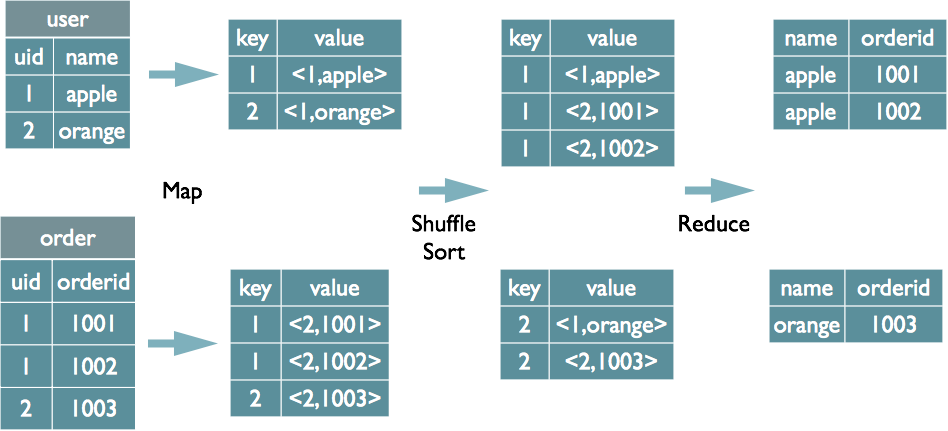 user
uid name
1 apple
2 orange
key value
1 <1,apple>
2 <1,orange>
key value
1 <1,apple>
1 <2,1001>
1 <2,1002>
name orderid
apple 1001
apple 1002
Map
Shuffle
Sort
Reduce
order
uid orderid
1 1001
1 1002
2 1003
key value
1 <2,1001>
1 <2,1002>
2 <2,1003>
key value
2 <1,orange>
2 <2,1003>
name orderid
orange 1003